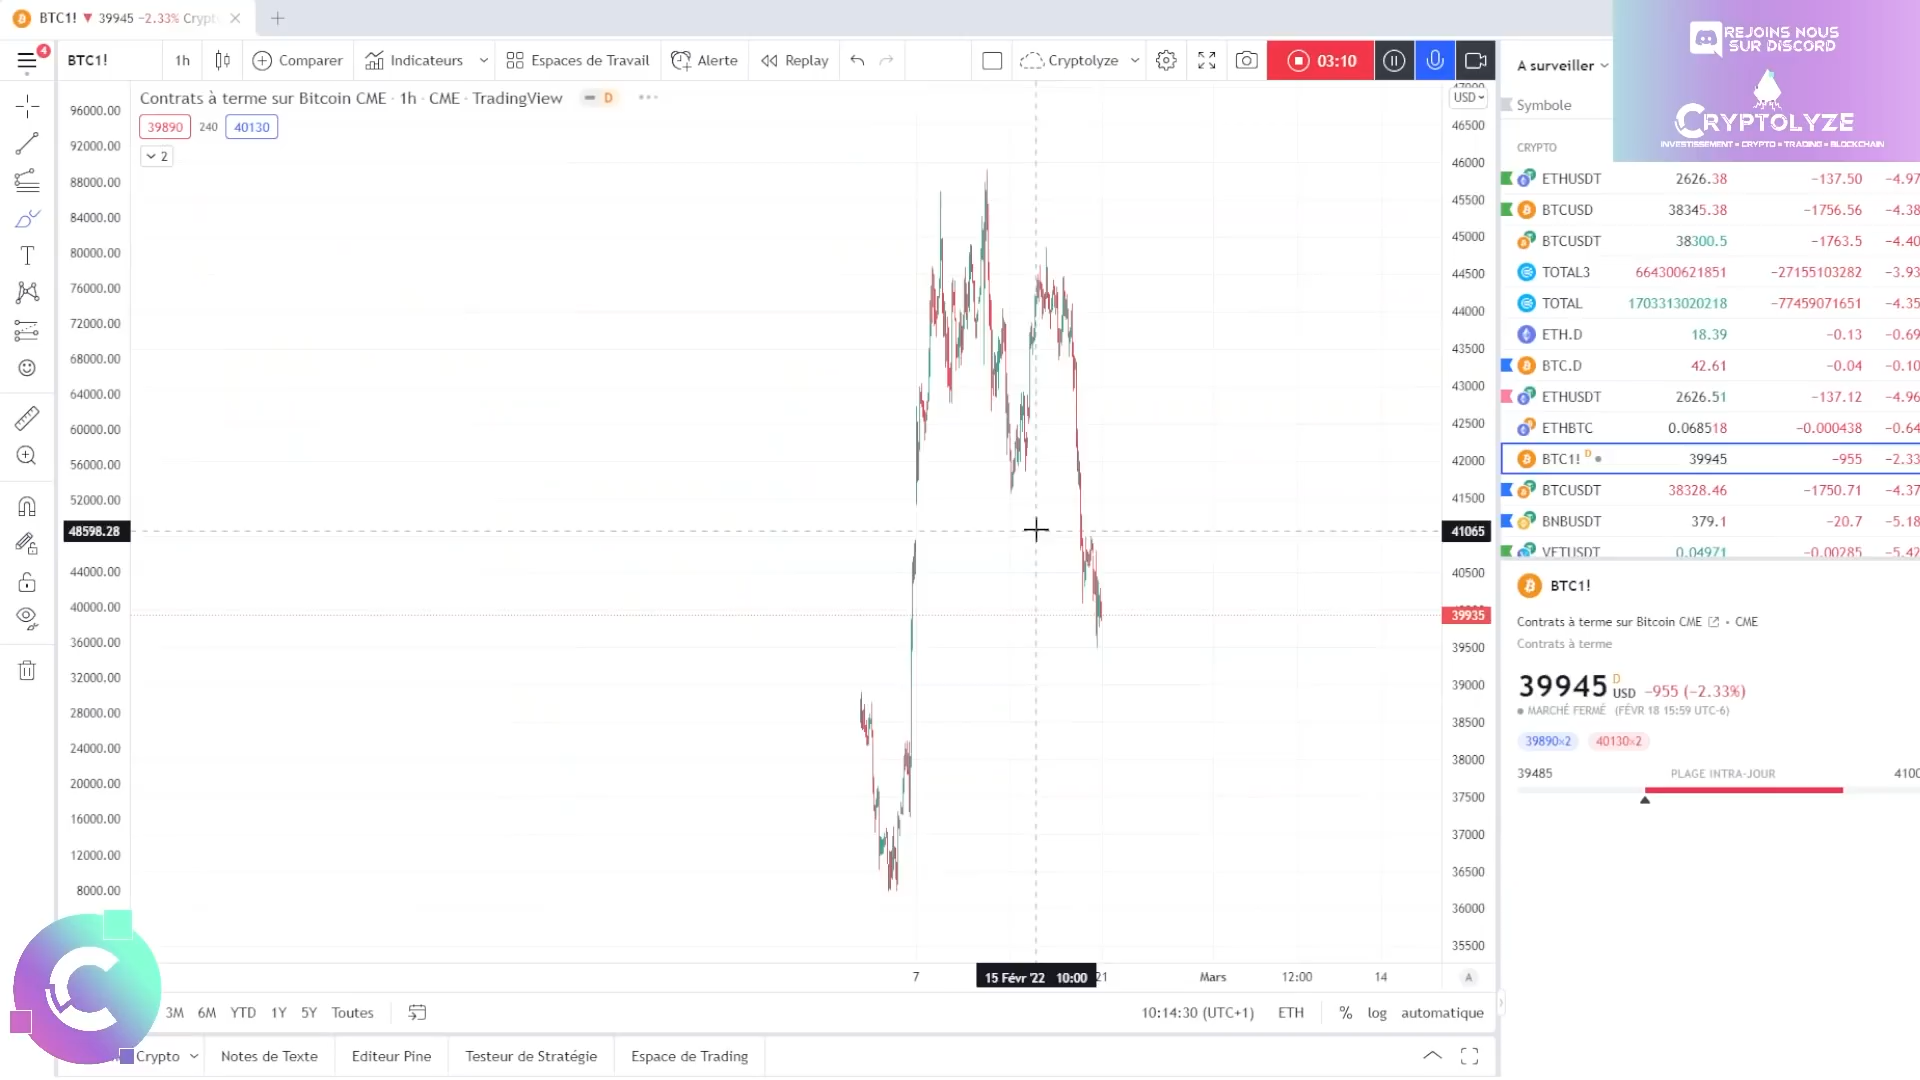 BTC1! ▼ 39945 −2.33% Crypt
4
BTC1!
1h
Comparer
Indicateurs
Espaces de Travail
Alerte
Replay
Cryptolyze
03:10
A surveiller
REJOINS NOUS
SUR DISCORD
CRYPTOLYZE
INVESTISSEMENT • CRYPTO • TRADING • BLOCKCHAIN
Contrats à terme sur Bitcoin CME · 1h · CME · TradingView
D
39890 240 40130
2
USD
96000.00
92000.00
88000.00
84000.00
80000.00
76000.00
72000.00
68000.00
64000.00
60000.00
56000.00
52000.00
48598.28
44000.00
40000.00
36000.00
32000.00
28000.00
24000.00
20000.00
16000.00
12000.00
8000.00
47000
46500
46000
45500
45000
44500
44000
43500
43000
42500
42000
41500
41065
40500
39935
39500
39000
38500
38000
37500
37000
36500
36000
35500
7
15 Févr '22 10:00
21
Mars
12:00
14
A
Symbole
CRYPTO
ETHUSDT 2626.38 −137.50 −4.97
BTCUSD 38345.38 −1756.56 −4.38
BTCUSDT 38300.5 −1763.5 −4.40
TOTAL3 664300621851 −27155103282 −3.93
TOTAL 1703313020218 −77459071651 −4.35
ETH.D 18.39 −0.13 −0.69
BTC.D 42.61 −0.04 −0.10
ETHUSDT 2626.51 −137.12 −4.96
ETHBTC 0.068518 −0.000438 −0.64
BTC1! D 39945 −955 −2.33
BTCUSDT 38328.46 −1750.71 −4.37
BNBUSDT 379.1 −20.7 −5.18
VETUSDT 0.04971 −0.00285 −5.42
BTC1!
Contrats à terme sur Bitcoin CME • CME
Contrats à terme
39945 D USD −955 (−2.33%)
MARCHÉ FERMÉ (FÉVR 18 15:59 UTC-6)
39890×2 40130×2
39485 PLAGE INTRA-JOUR 4100
3M 6M YTD 1Y 5Y Toutes
10:14:30 (UTC+1) ETH % log automatique
Crypto
Notes de Texte
Editeur Pine
Testeur de Stratégie
Espace de Trading